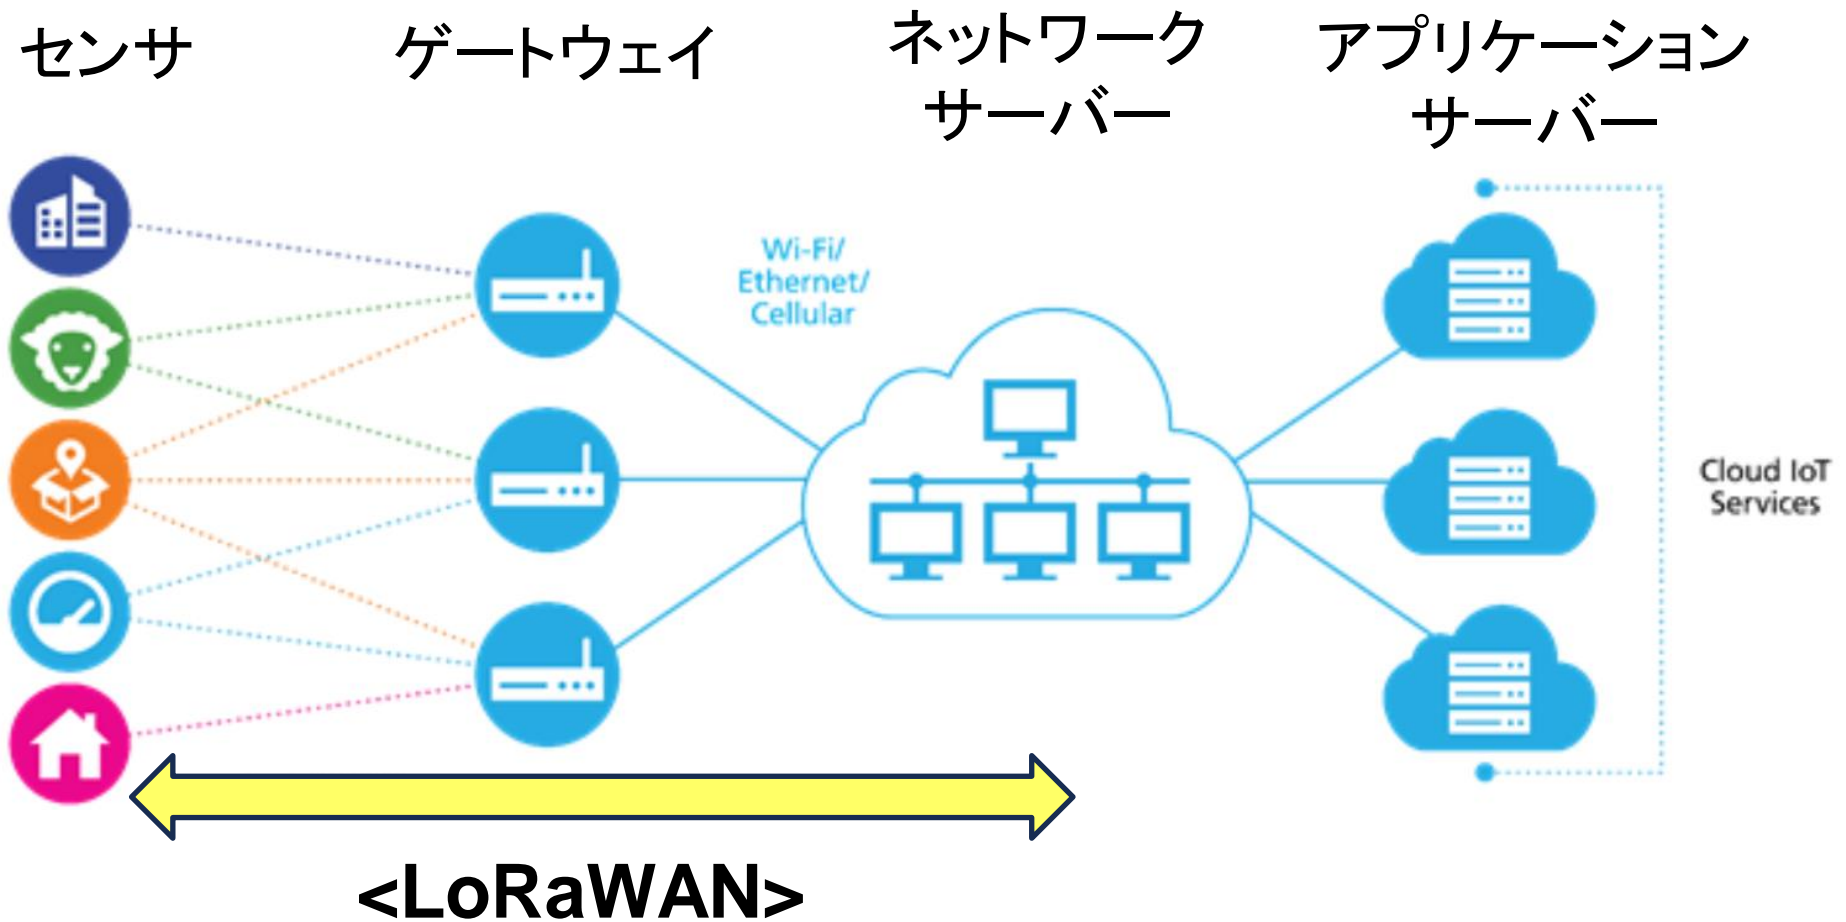 センサ
ゲートウェイ
ネットワーク
サーバー
アプリケーション
サーバー
Wi-Fi/
Ethernet/
Cellular
Cloud IoT
Services
<LoRaWAN>